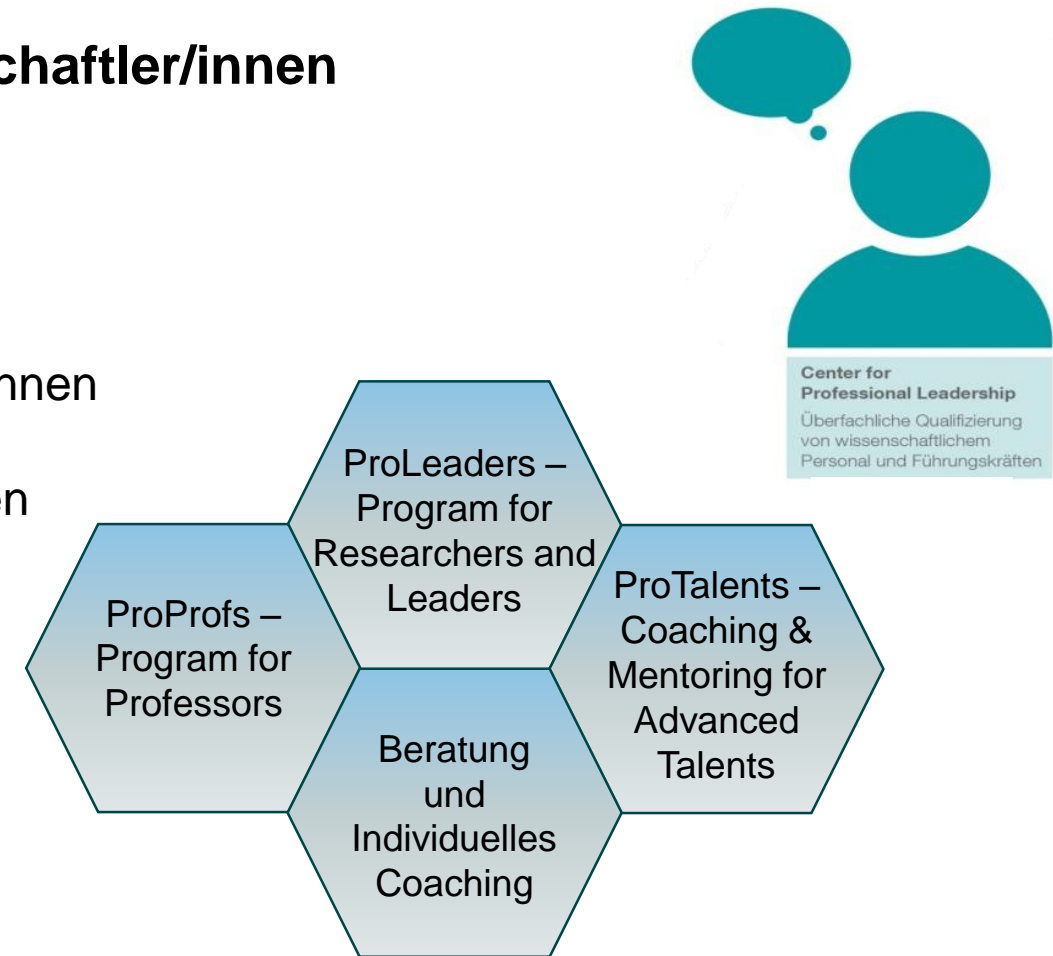 chaftler/innen
nnen
en
Center for
Professional Leadership
Überfachliche Qualifizierung
von wissenschaftlichem
Personal und Führungskräften
ProLeaders –
Program for
Researchers and
Leaders
ProProfs –
Program for
Professors
ProTalents –
Coaching &
Mentoring for
Advanced
Talents
Beratung
und
Individuelles
Coaching